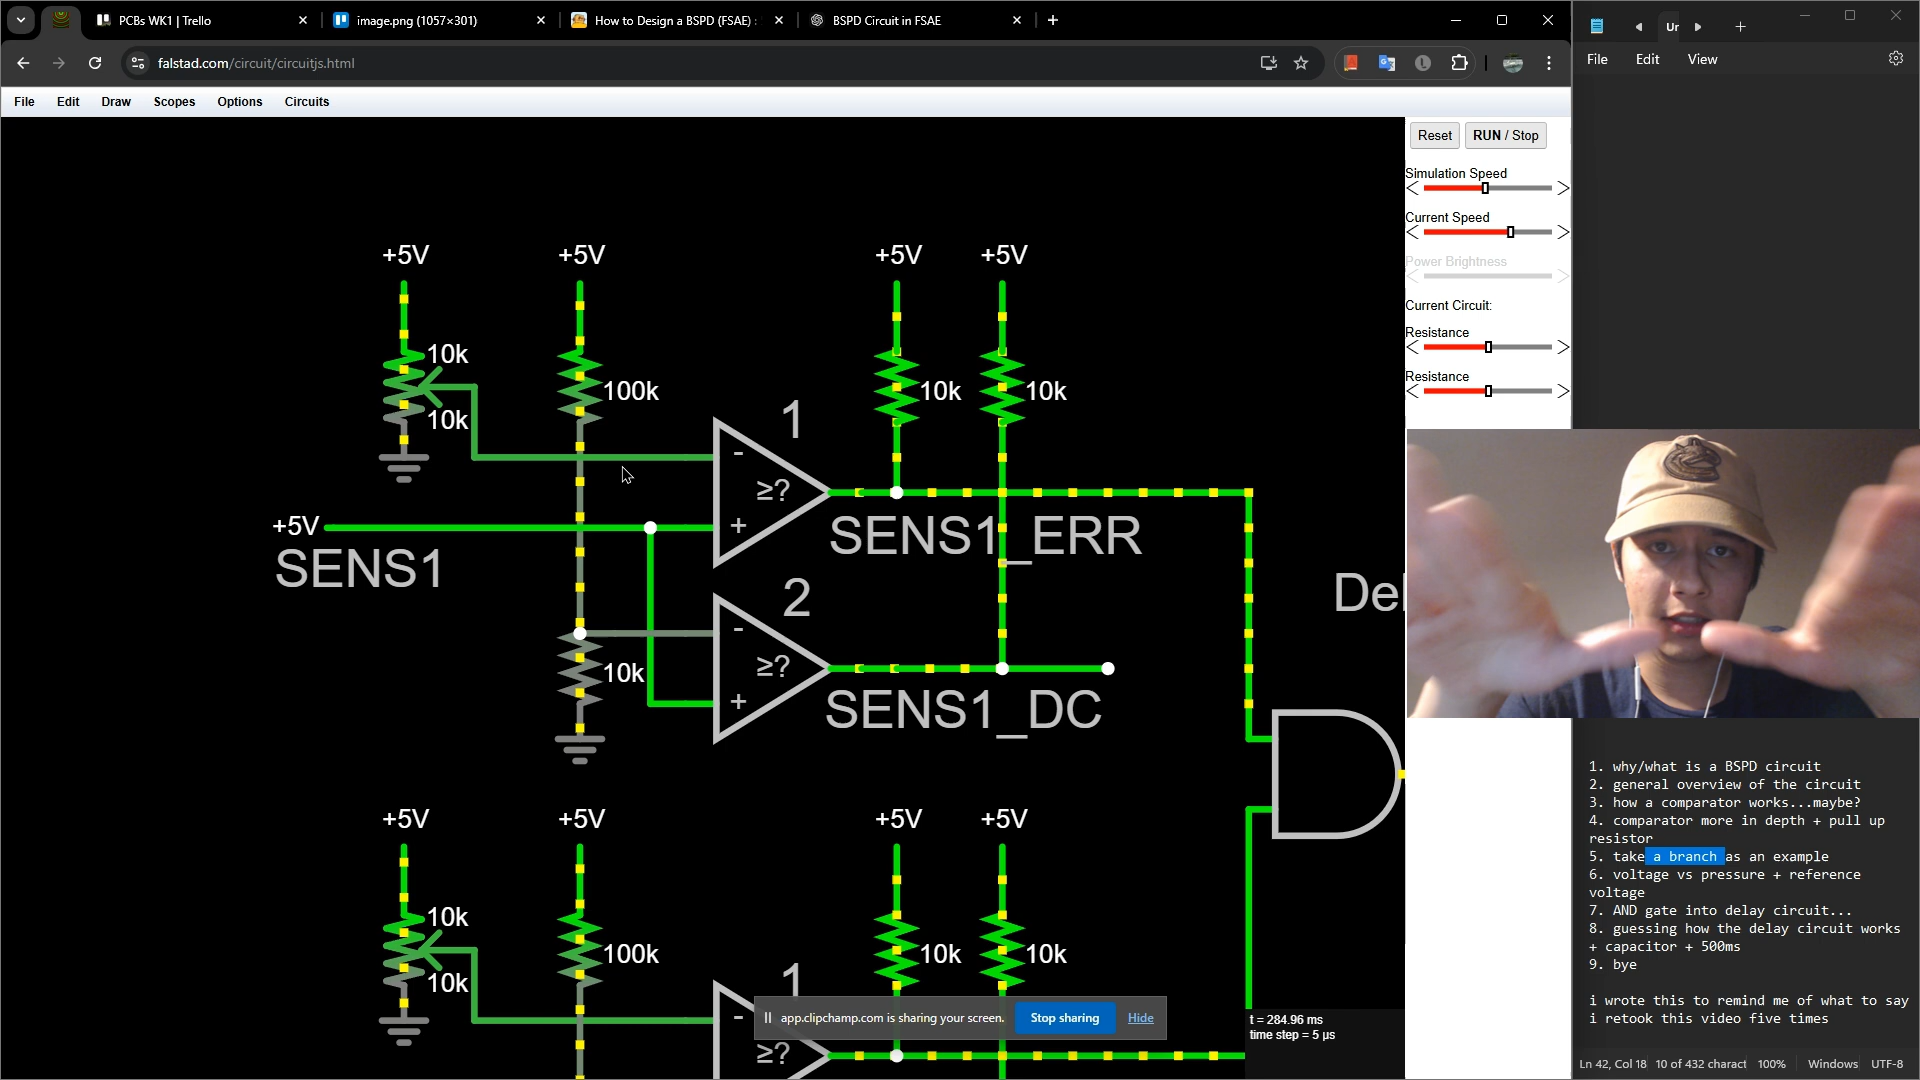 PCBs WK1 | Trello
image.png (1057×301)
How to Design a BSPD (FSAE) :
BSPD Circuit in FSAE
falstad.com/circuit/circuitjs.html
File Edit Draw Scopes Options Circuits
Ur
File Edit View
Reset
RUN / Stop
Simulation Speed
Current Speed
Power Brightness
Current Circuit:
Resistance
Resistance
+5V
+5V
+5V
+5V
10k
10k
100k
10k
10k
1
-
≥?
+
+5V
SENS1
SENS1_ERR
2
-
≥?
+
10k
SENS1_DC
Del
+5V
+5V
+5V
+5V
10k
10k
100k
10k
10k
1
-
≥?
app.clipchamp.com is sharing your screen.
Stop sharing
Hide
t = 284.96 ms
time step = 5 µs
1. why/what is a BSPD circuit
2. general overview of the circuit
3. how a comparator works...maybe?
4. comparator more in depth + pull up
resistor
5. take a branch as an example
6. voltage vs pressure + reference
voltage
7. AND gate into delay circuit...
8. guessing how the delay circuit works
+ capacitor + 500ms
9. bye
i wrote this to remind me of what to say
i retook this video five times
Ln 42, Col 18 10 of 432 charact 100% Windows UTF-8